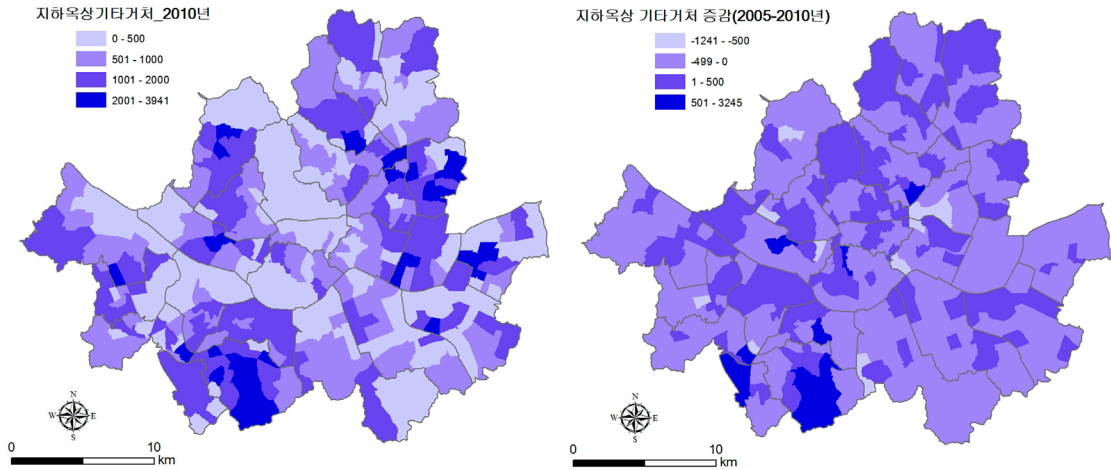 지하옥상기타거처_2010년
0 - 500
501 - 1000
1001 - 2000
2001 - 3941
N
W E
S
0 10
km
지하옥상 기타거처 증감(2005-2010년)
-1241 - -500
-499 - 0
1 - 500
501 - 3245
N
W E
S
0 10
km